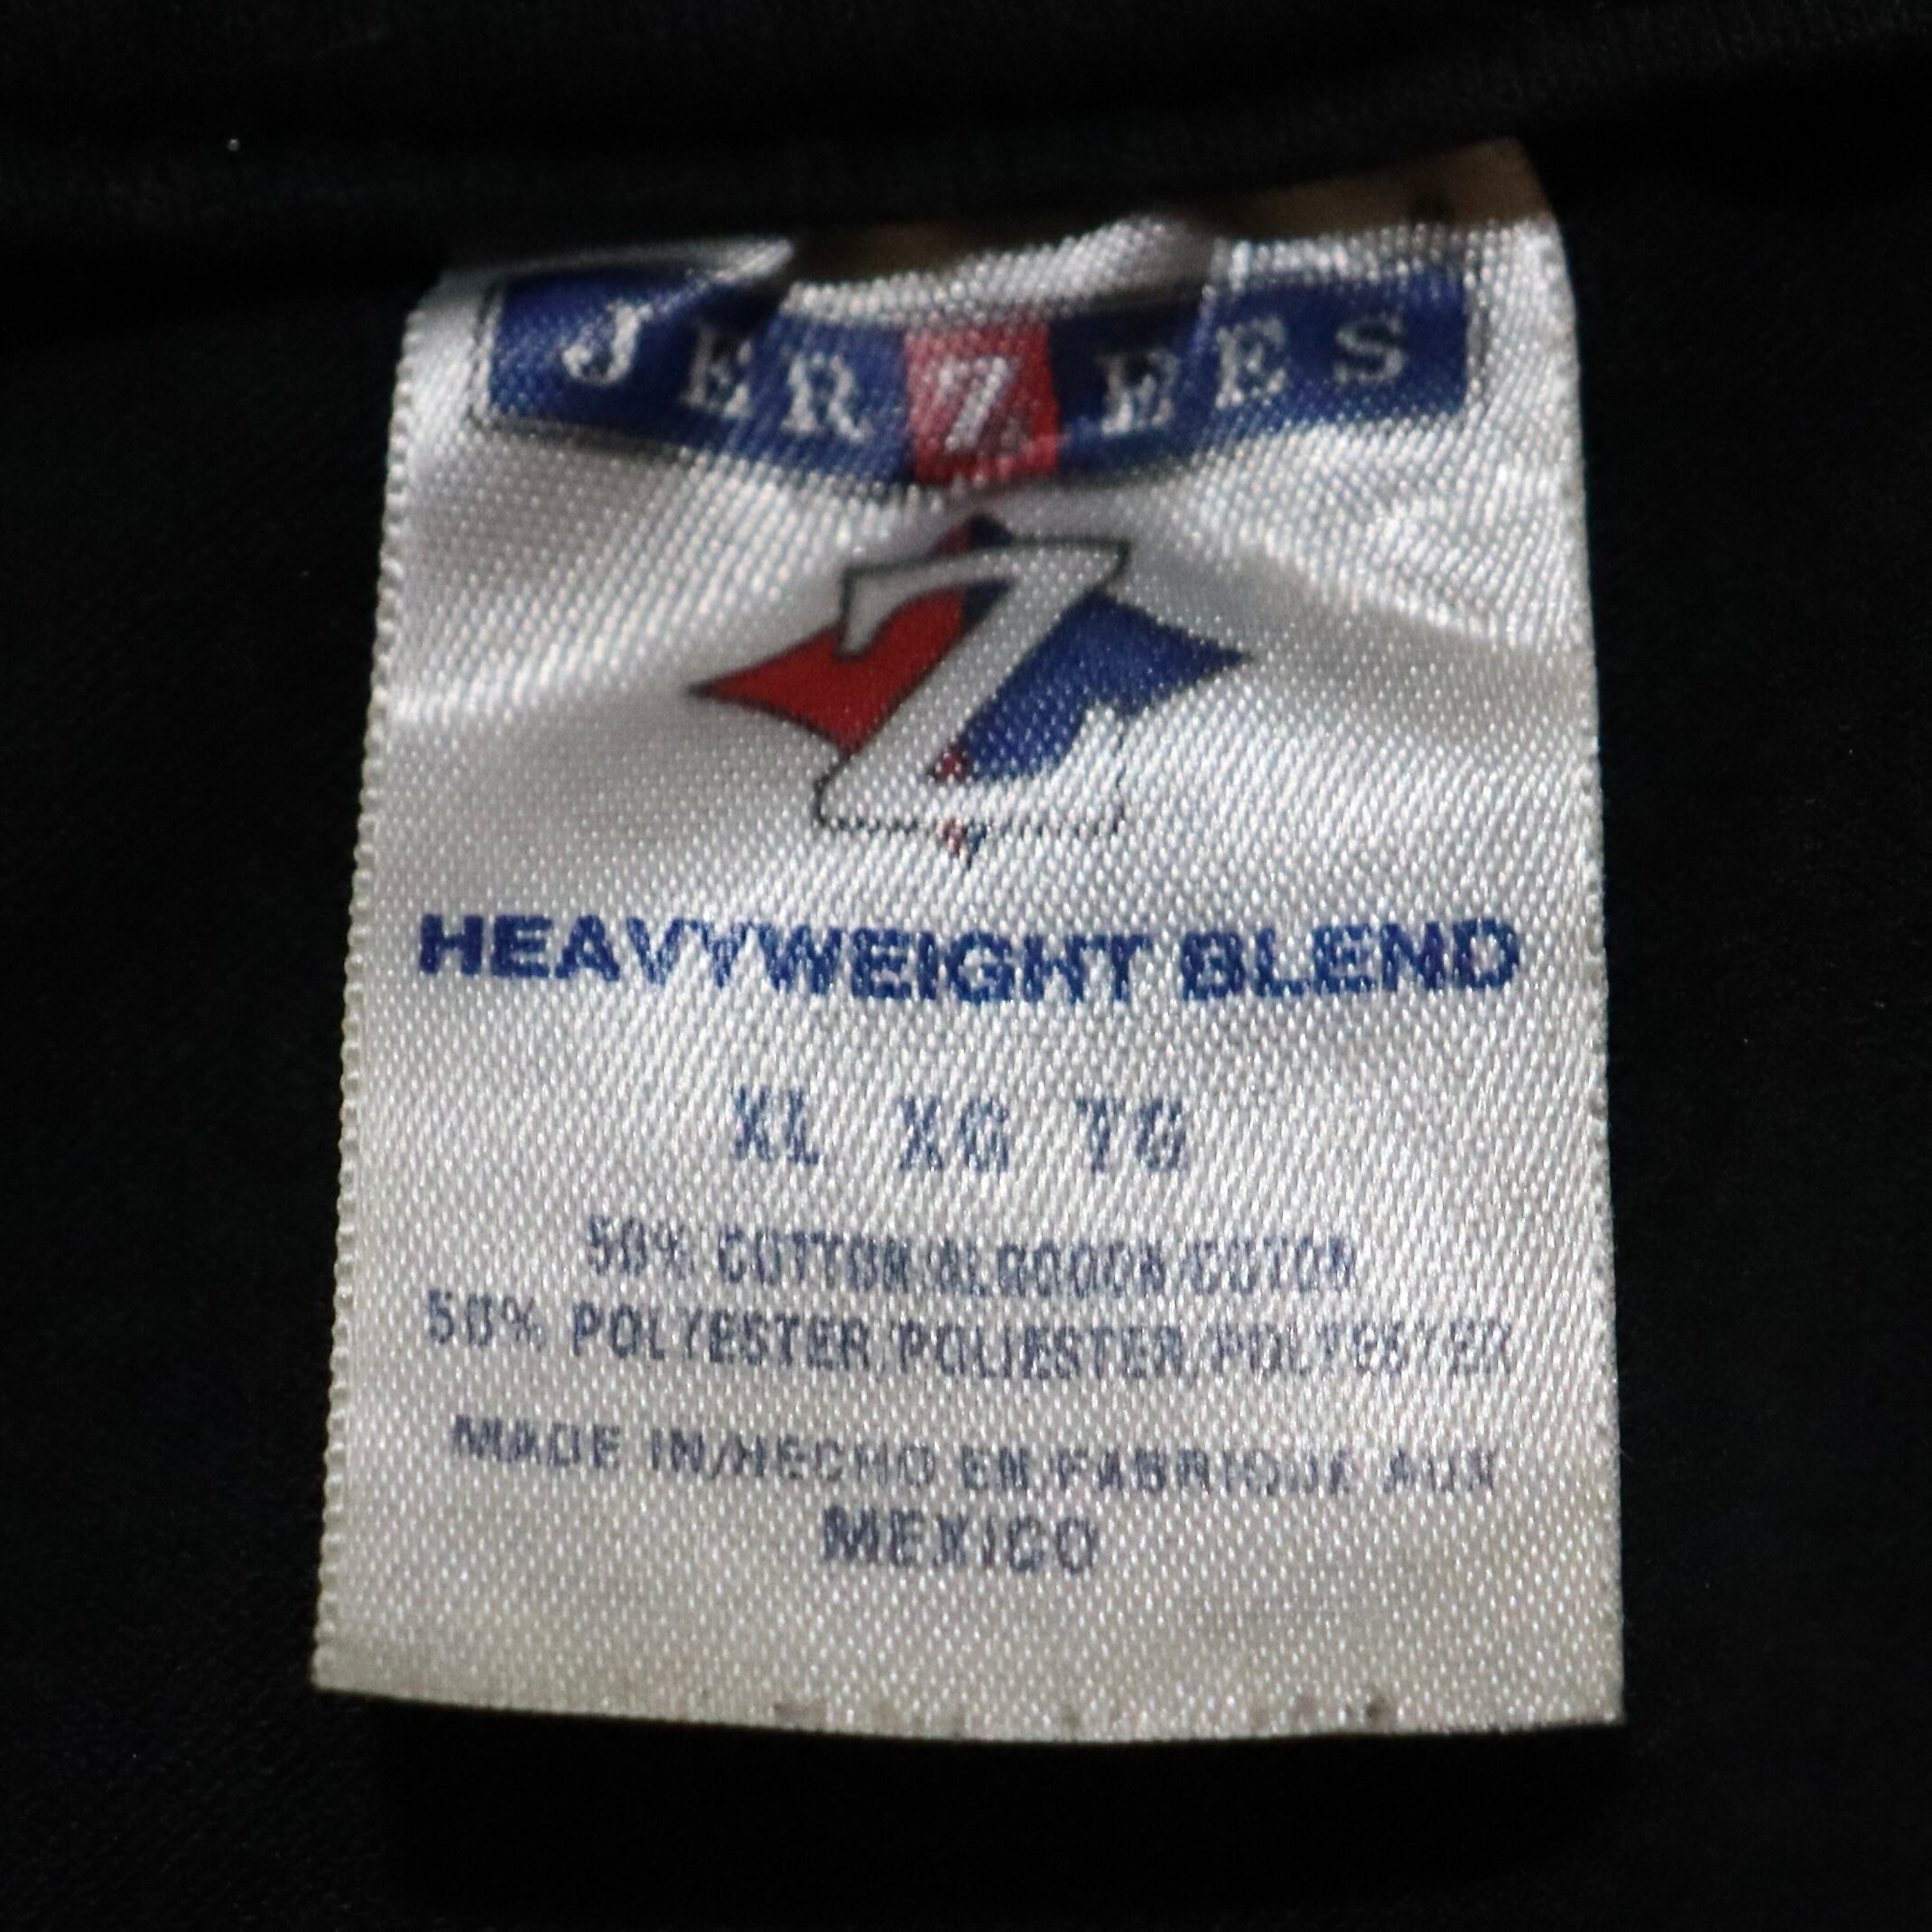 JERZEES
Z
HEAVYWEIGHT BLEND
XL XG TG
50% COTTON/ALGODON/COTON
50% POLYESTER/POLIESTER/POLYESTER
MADE IN/HECHO EN/FABRIQUE AUX
MEXICO